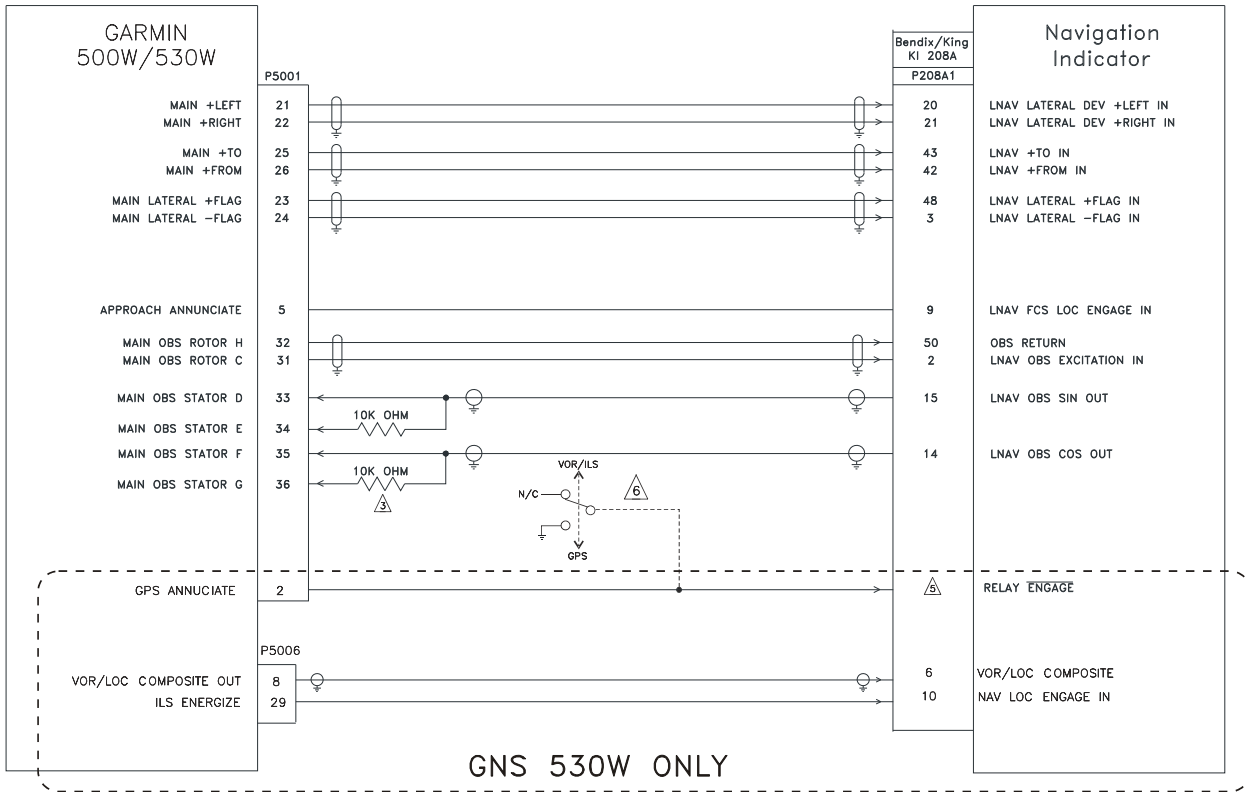 GARMIN
500W/530W
P5001
Bendix/King
KI 208A
P208A1
Navigation
Indicator
MAIN +LEFT 21 20 LNAV LATERAL DEV +LEFT IN
MAIN +RIGHT 22 21 LNAV LATERAL DEV +RIGHT IN
MAIN +TO 25 43 LNAV +TO IN
MAIN +FROM 26 42 LNAV +FROM IN
MAIN LATERAL +FLAG 23 48 LNAV LATERAL +FLAG IN
MAIN LATERAL -FLAG 24 3 LNAV LATERAL -FLAG IN
APPROACH ANNUNCIATE 5 9 LNAV FCS LOC ENGAGE IN
MAIN OBS ROTOR H 32 50 OBS RETURN
MAIN OBS ROTOR C 31 2 LNAV OBS EXCITATION IN
MAIN OBS STATOR D 33 15 LNAV OBS SIN OUT
10K OHM
MAIN OBS STATOR E 34
MAIN OBS STATOR F 35 14 LNAV OBS COS OUT
10K OHM
MAIN OBS STATOR G 36
3
VOR/ILS
N/C
6
GPS
GPS ANNUCIATE 2 5 RELAY ENGAGE
P5006
VOR/LOC COMPOSITE OUT 8 6 VOR/LOC COMPOSITE
ILS ENERGIZE 29 10 NAV LOC ENGAGE IN
GNS 530W ONLY